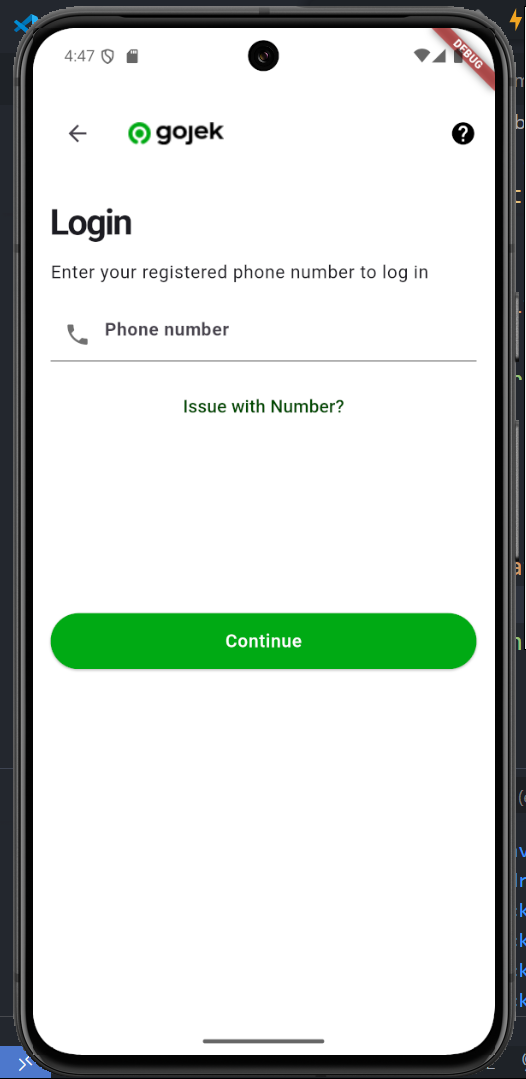 4:47
DEBUG
gojek
Login
Enter your registered phone number to log in
Phone number
Issue with Number?
Continue